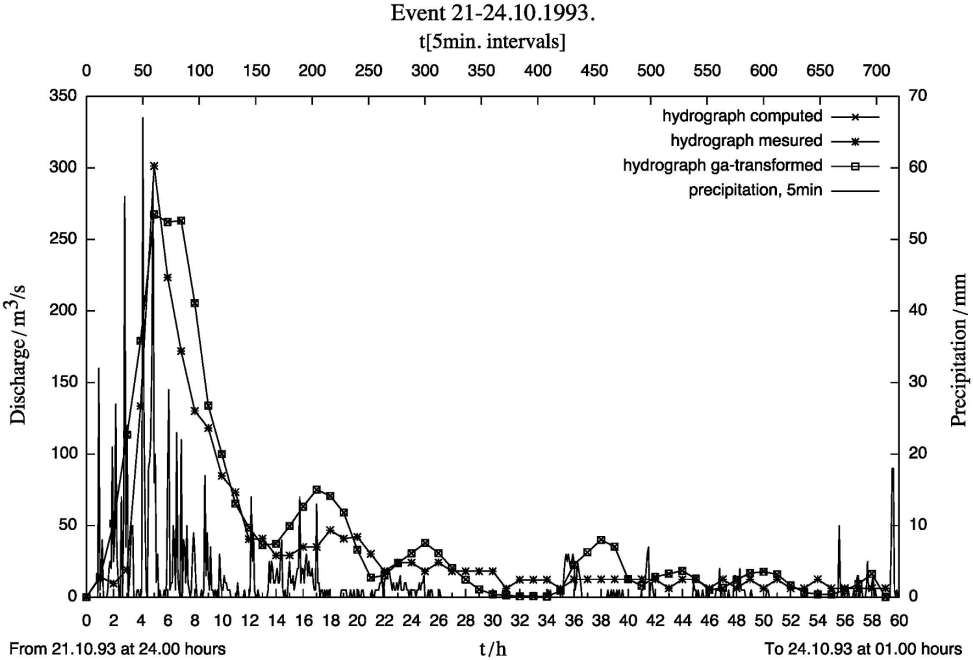 Event 21-24.10.1993.
t[5min. intervals]
0 50 100 150 200 250 300 350 400 450 500 550 600 650 700
350 70
hydrograph computed
hydrograph mesured
300 60
hydrograph ga-transformed
precipitation, 5min
250 50
200 40
150 30
100 20
50 10
0 0
Discharge/m³/s
Precipitation/mm
0 2 4 6 8 10 12 14 16 18 20 22 24 26 28 30 32 34 36 38 40 42 44 46 48 50 52 54 56 58 60
From 21.10.93 at 24.00 hours t/h To 24.10.93 at 01.00 hours